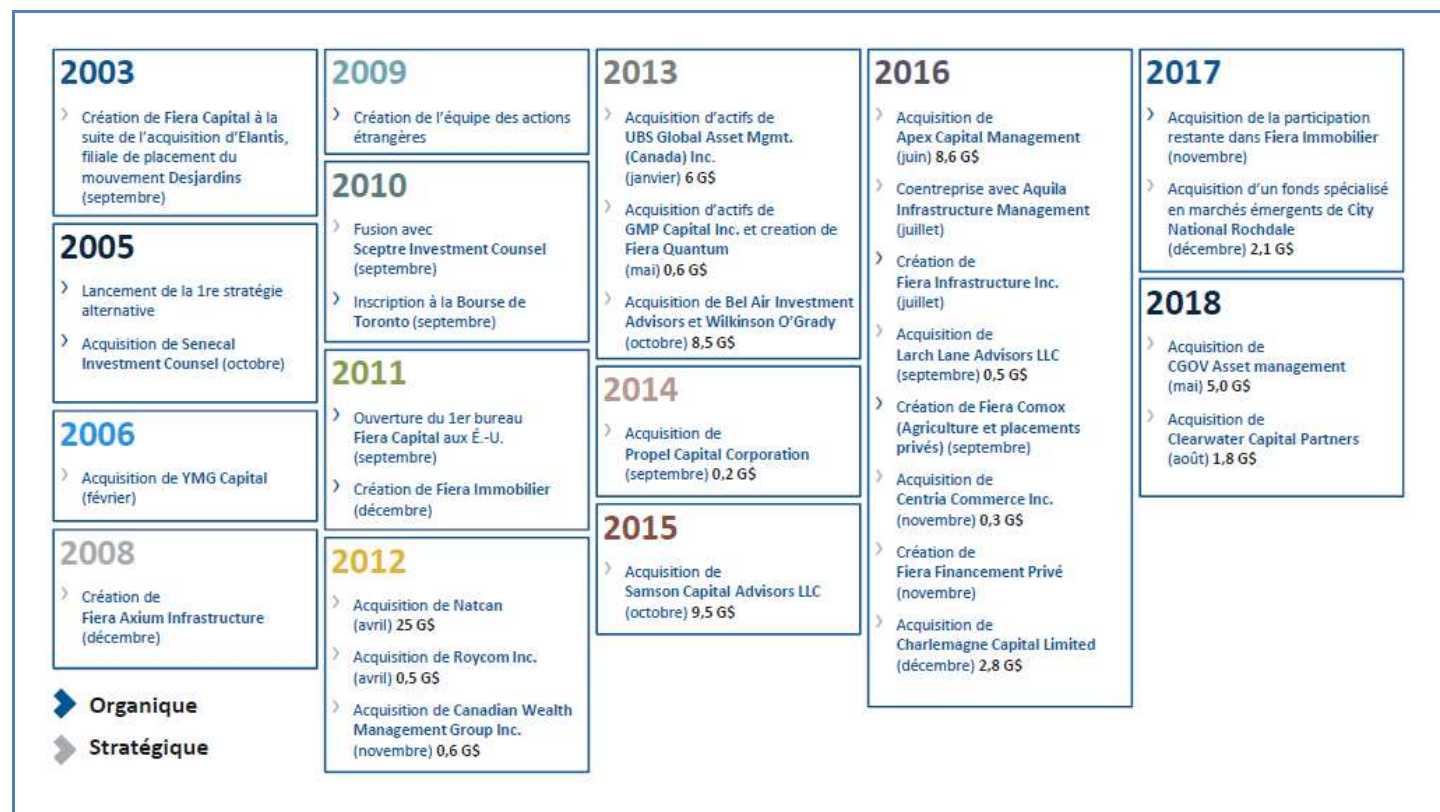 2003
Création de Fiera Capital à la
suite de l'acquisition d'Elantis,
filiale de placement du
mouvement Desjardins
(septembre)
2005
Lancement de la 1re stratégie
alternative
Acquisition de Senecal
Investment Counsel (octobre)
2006
Acquisition de YMG Capital
(février)
2008
Création de
Fiera Axium Infrastructure
(décembre)
Organique
Stratégique
2009
Création de l'équipe des actions
étrangères
2010
Fusion avec
Sceptre Investment Counsel
(septembre)
Inscription à la Bourse de
Toronto (septembre)
2011
Ouverture du 1er bureau
Fiera Capital aux É.-U.
(septembre)
Création de Fiera Immobilier
(décembre)
2012
Acquisition de Natcan
(avril) 25 G$
Acquisition de Roycom Inc.
(avril) 0,5 G$
Acquisition de Canadian Wealth
Management Group Inc.
(novembre) 0,6 G$
2013
Acquisition d'actifs de
UBS Global Asset Mgmt.
(Canada) Inc.
(janvier) 6 G$
Acquisition d'actifs de
GMP Capital Inc. et creation de
Fiera Quantum
(mai) 0,6 G$
Acquisition de Bel Air Investment
Advisors et Wilkinson O'Grady
(octobre) 8,5 G$
2014
Acquisition de
Propel Capital Corporation
(septembre) 0,2 G$
2015
Acquisition de
Samson Capital Advisors LLC
(octobre) 9,5 G$
2016
Acquisition de
Apex Capital Management
(juin) 8,6 G$
Coentreprise avec Aquila
Infrastructure Management
(juillet)
Création de
Fiera Infrastructure Inc.
(juillet)
Acquisition de
Larch Lane Advisors LLC
(septembre) 0,5 G$
Création de Fiera Comox
(Agriculture et placements
privés) (septembre)
Acquisition de
Centria Commerce Inc.
(novembre) 0,3 G$
Création de
Fiera Financement Privé
(novembre)
Acquisition de
Charlemagne Capital Limited
(décembre) 2,8 G$
2017
Acquisition de la participation
restante dans Fiera Immobilier
(novembre)
Acquisition d'un fonds spécialisé
en marchés émergents de City
National Rochdale
(décembre) 2,1 G$
2018
Acquisition de
CGOV Asset management
(mai) 5,0 G$
Acquisition de
Clearwater Capital Partners
(août) 1,8 G$